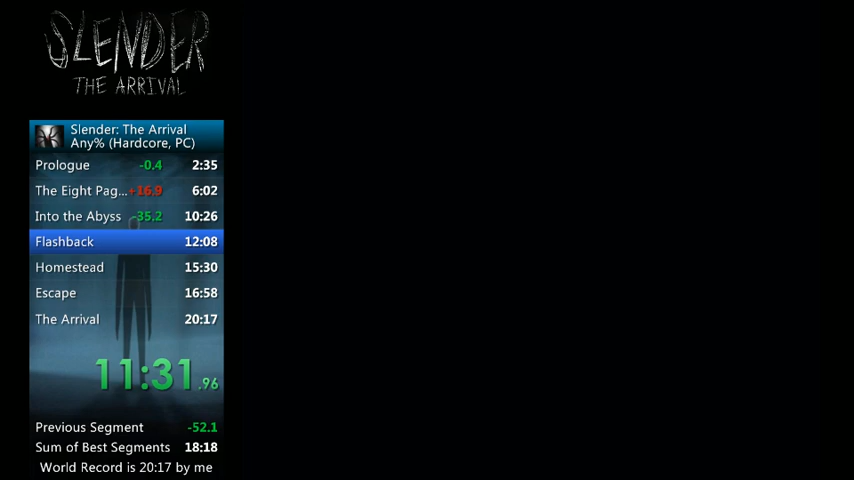 SLENDER
THE ARRIVAL
Slender: The Arrival
Any% (Hardcore, PC)
Prologue -0.4 2:35
The Eight Pag... +16.9 6:02
Into the Abyss -35.2 10:26
Flashback 12:08
Homestead 15:30
Escape 16:58
The Arrival 20:17
11:31.96
Previous Segment -52.1
Sum of Best Segments 18:18
World Record is 20:17 by me